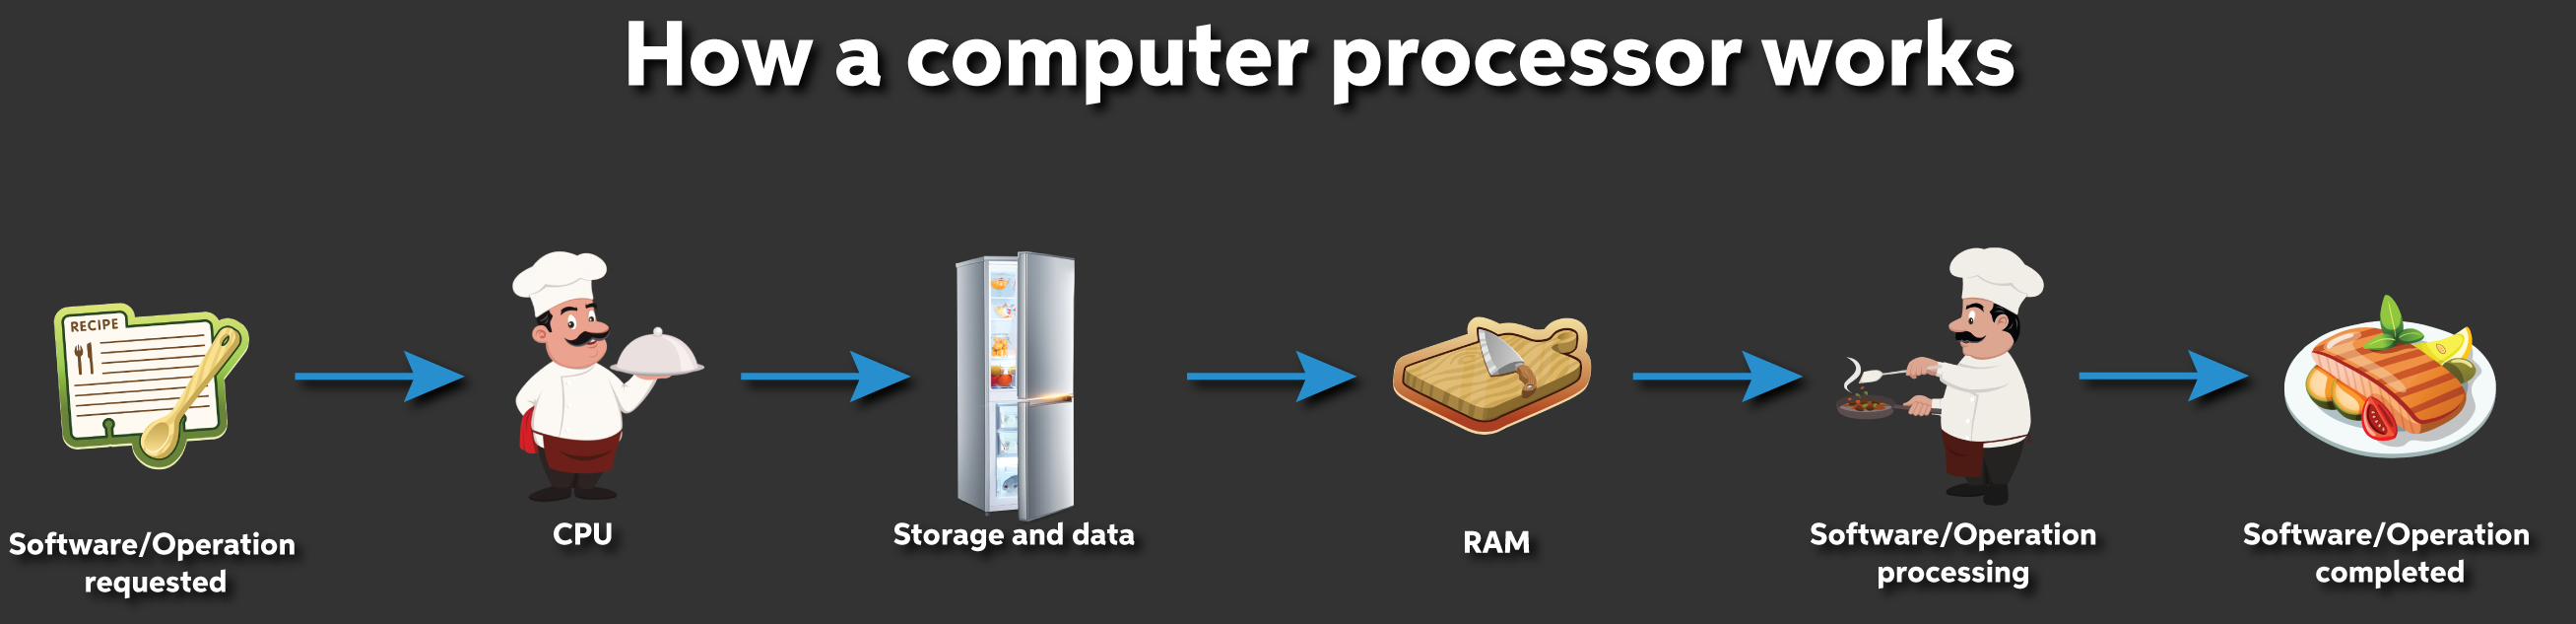 How a computer processor works
RECIPE
Software/Operation
requested
CPU
Storage and data
RAM
Software/Operation
processing
Software/Operation
completed